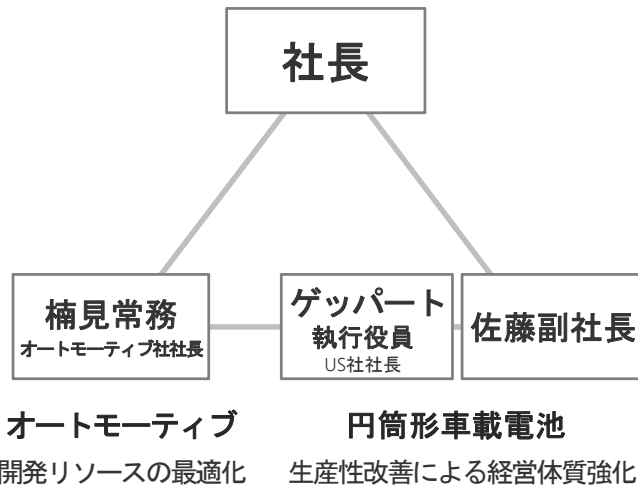 社長
楠見常務
オートモーティブ社社長
ゲッパート
執行役員
US社社長
佐藤副社長
オートモーティブ
円筒形車載電池
開発リソースの最適化
生産性改善による経営体質強化